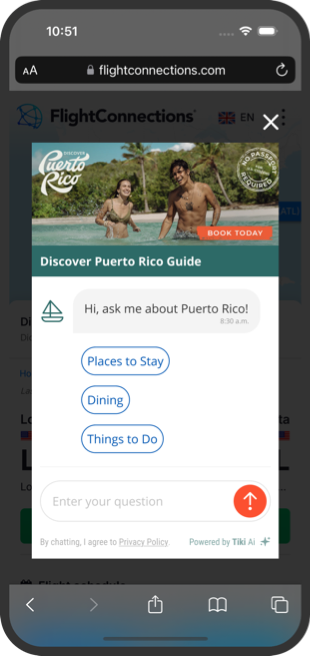 10:51
AA flightconnections.com
FlightConnections
EN
DISCOVER
Puerto
Rico
NO PASSPORT
REQUIRED
BOOK TODAY
Discover Puerto Rico Guide
Hi, ask me about Puerto Rico!
8:30 a.m.
Places to Stay
Dining
Things to Do
Enter your question
By chatting, I agree to Privacy Policy. Powered by Tiki Ai
Flight schedule